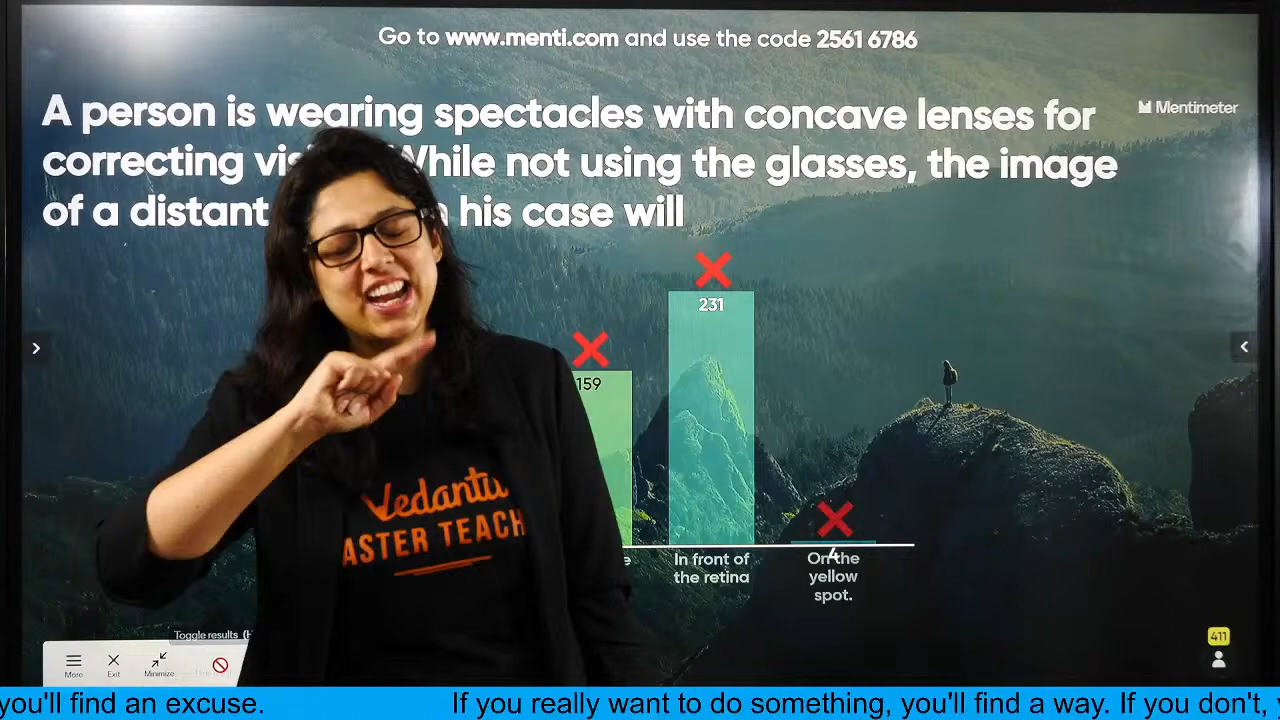 Go to www.menti.com and use the code 2561 6786
A person is wearing spectacles with concave lenses for
Mentimeter
correcting While not using the glasses, the image
of a distant his case will
231
159
4
In front of
the retina
On the
yellow
spot.
Vedantu
ASTER TEACH
411
Toggle results (H
More
Exit
Minimize
you'll find an excuse. If you really want to do something, you'll find a way. If you don't,